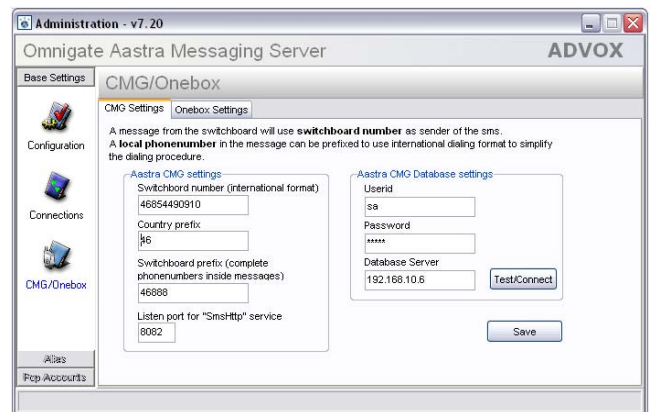 Administration - v7.20
Omnigate Aastra Messaging Server
ADVOX
Base Settings
CMG/Onebox
CMG Settings
Onebox Settings
A message from the switchboard will use switchboard number as sender of the sms.
A local phonenumber in the message can be prefixed to use international dialing format to simplify
the dialing procedure.
Configuration
Connections
CMG/Onebox
Aastra CMG settings
Switchbord number (international format)
46854490910
Country prefix
46
Switchboard prefix (complete
phonenumbers inside messages)
46888
Listen port for "SmsHttp" service
8082
Aastra CMG Database settings
Userid
sa
Password
*****
Database Server
192.168.10.6
Test/Connect
Save
Alias
Pop Accounts